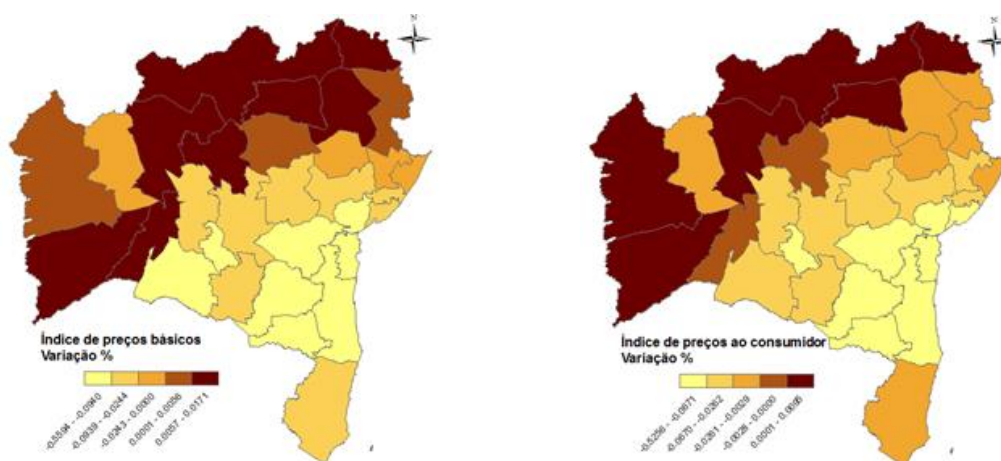 N
Índice de preços básicos
Variação %
-0.5594 - -0.0940
-0.0939 - -0.0244
-0.0243 - 0.0000
0.0001 - 0.0056
0.0057 - 0.0171
N
Índice de preços ao consumidor
Variação %
-0.5256 - -0.0671
-0.0670 - -0.0262
-0.0261 - -0.0029
-0.0028 - 0.0000
0.0001 - 0.0095